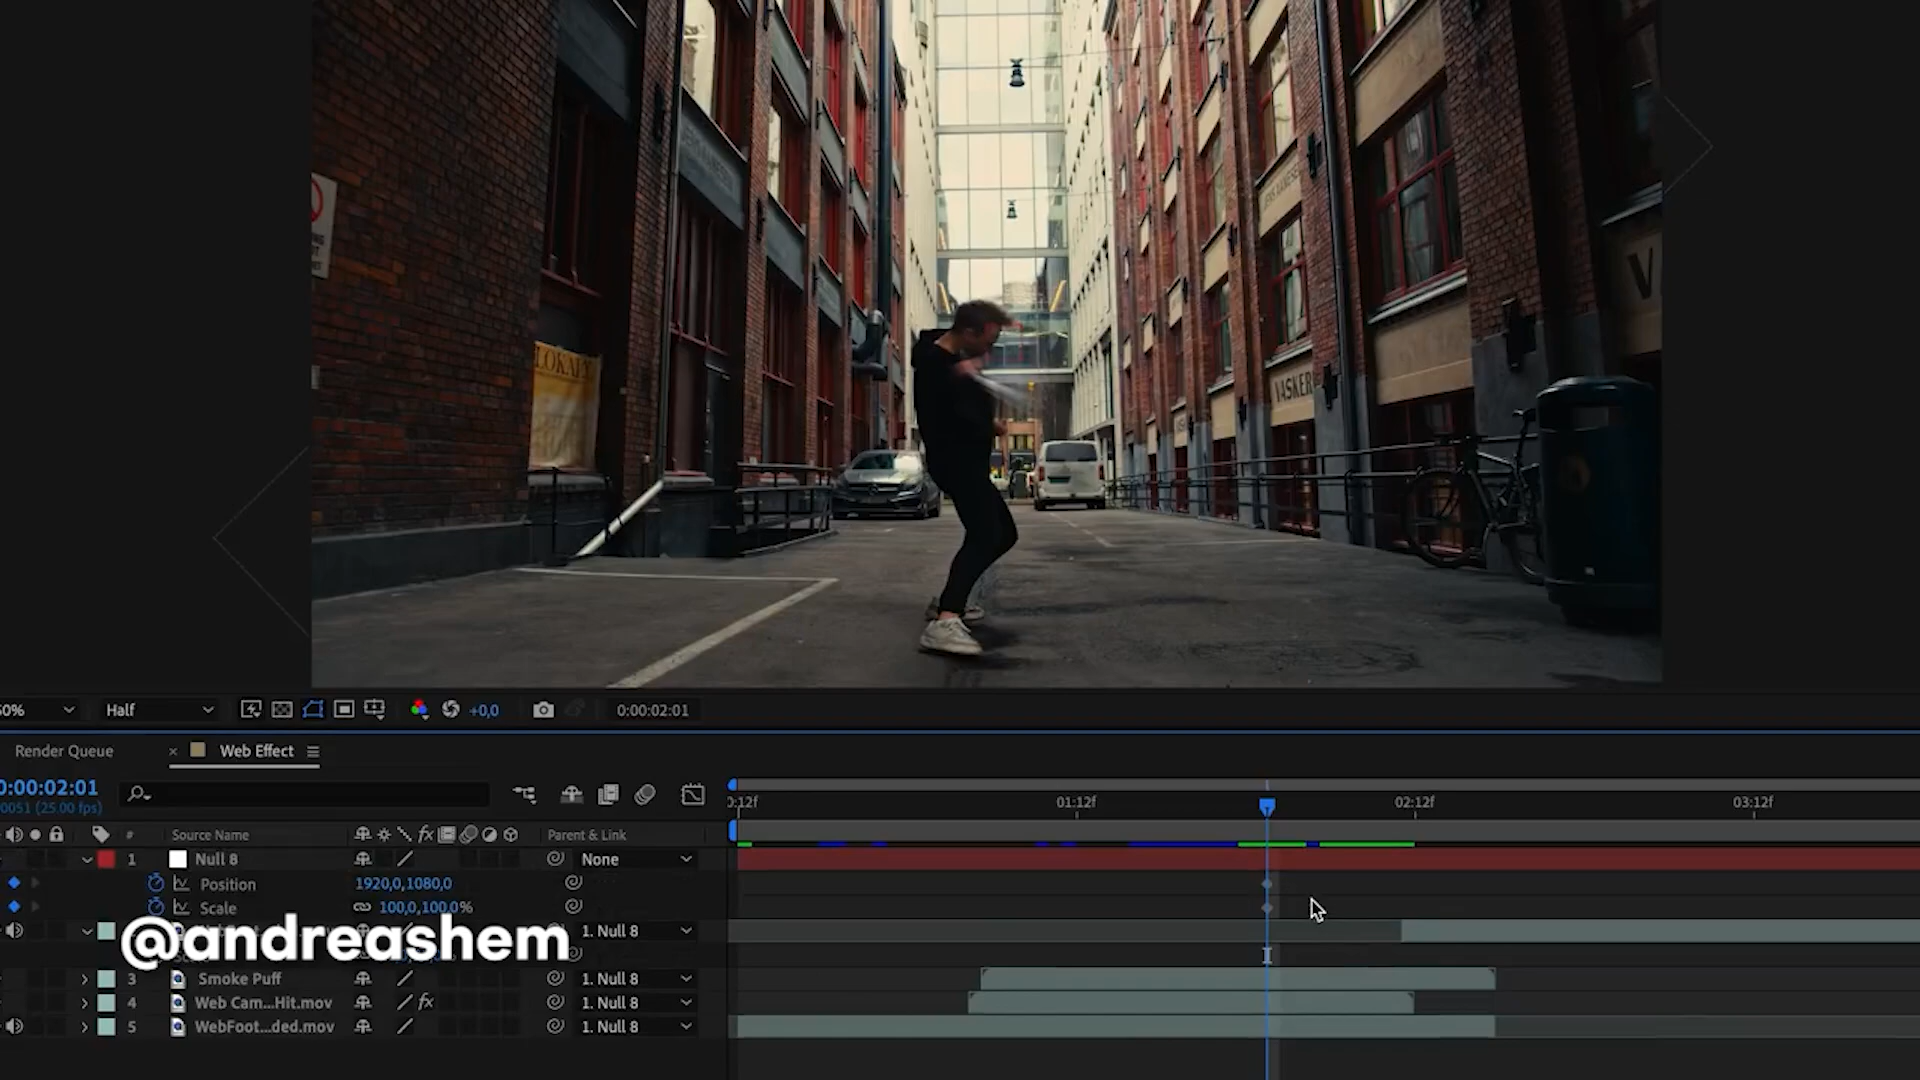 LOKALE
VASKER
V
Half
+0,0
0:00:02:01
Render Queue
×
Web Effect
0:00:02:01
(25.00 fps)
0:12f
01:12f
02:12f
03:12f
#
Source Name
fx
Parent & Link
1
Null 8
None
Position
1920,0,1080,0
Scale
100,0,100,0%
@andreashem
1. Null 8
3
Smoke Puff
1. Null 8
4
Web Cam...Hit.mov
fx
1. Null 8
5
WebFoot...ded.mov
1. Null 8